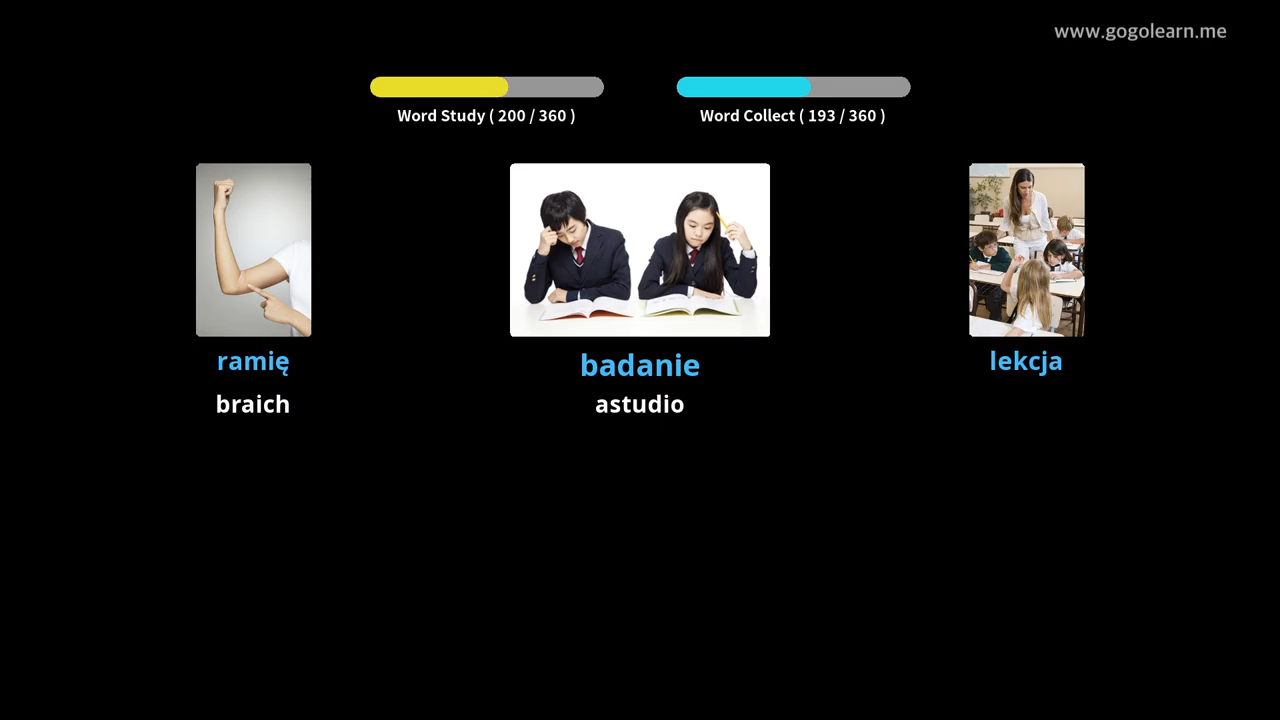 www.gogolearn.me
Word Study ( 200 / 360 )
Word Collect ( 193 / 360 )
ramię
badanie
lekcja
braich
astudio